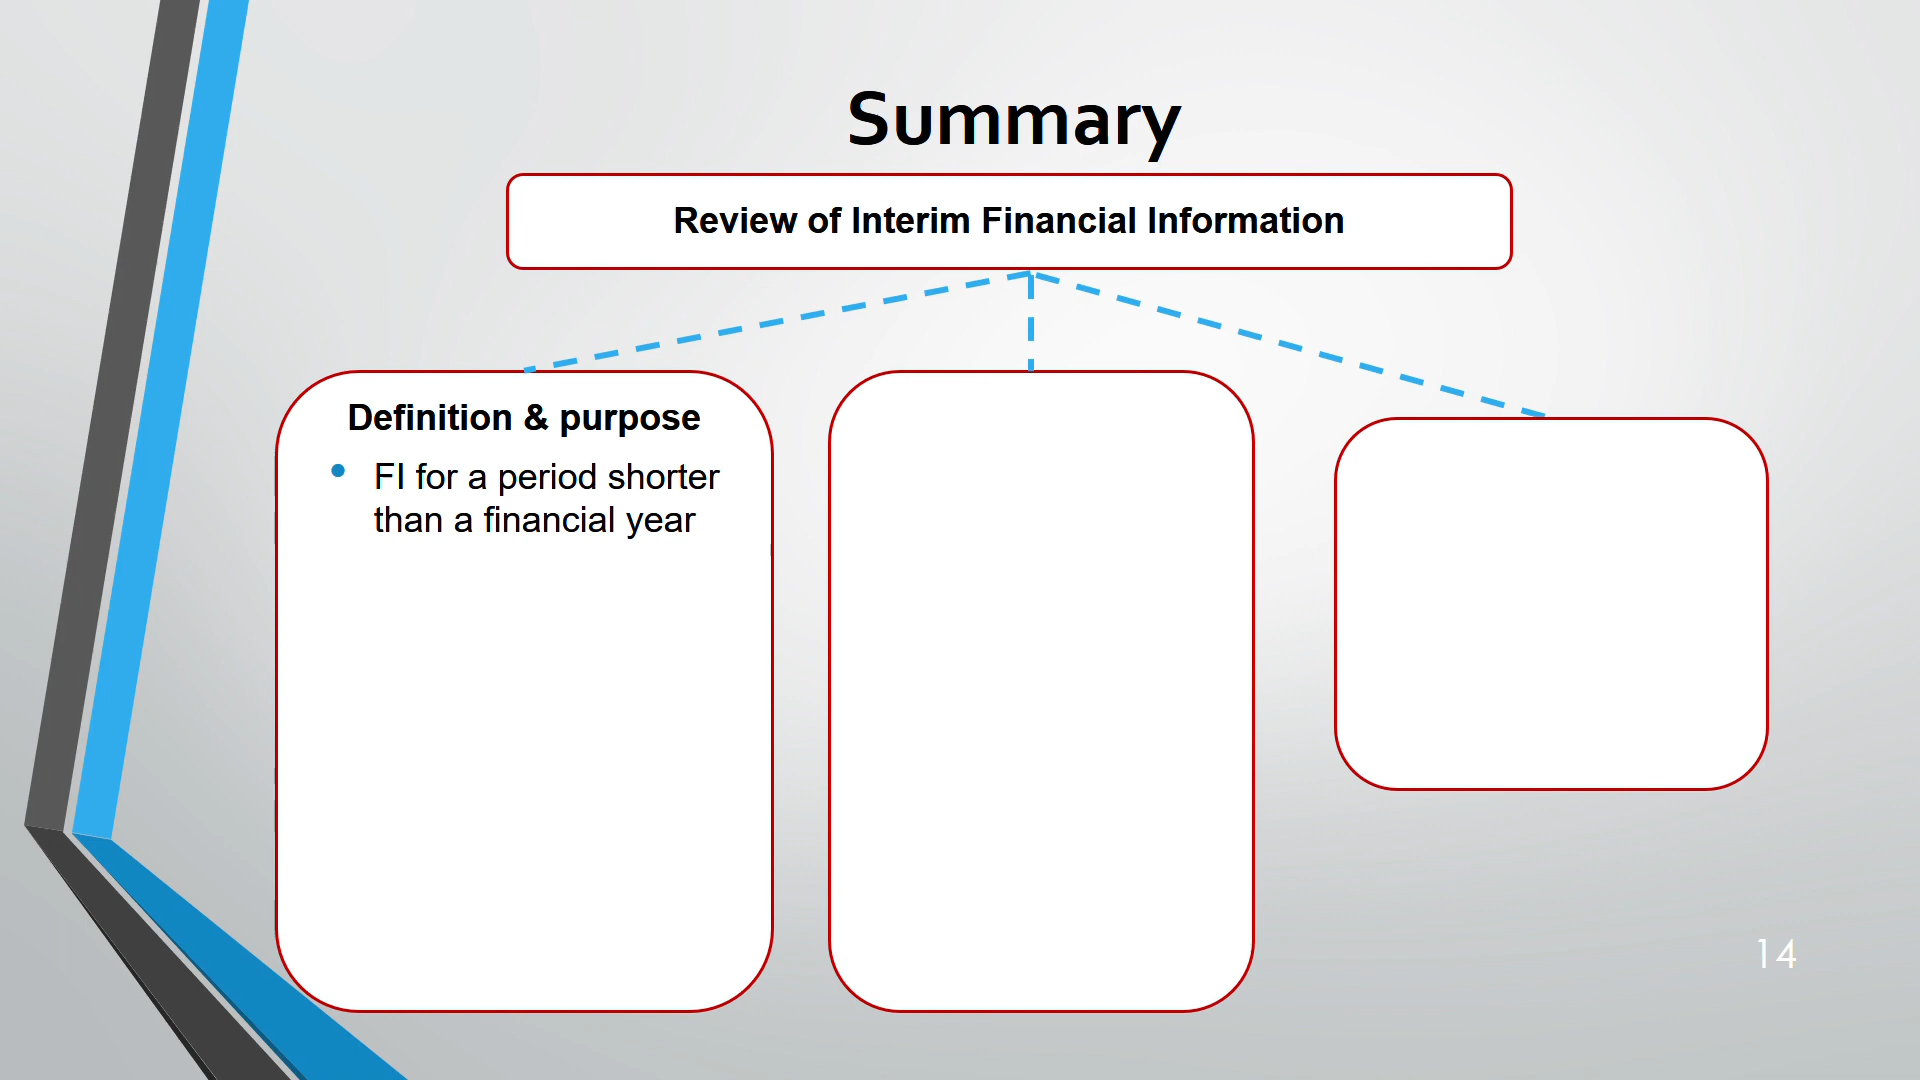 Summary
Review of Interim Financial Information
Definition & purpose
• FI for a period shorter
than a financial year
14